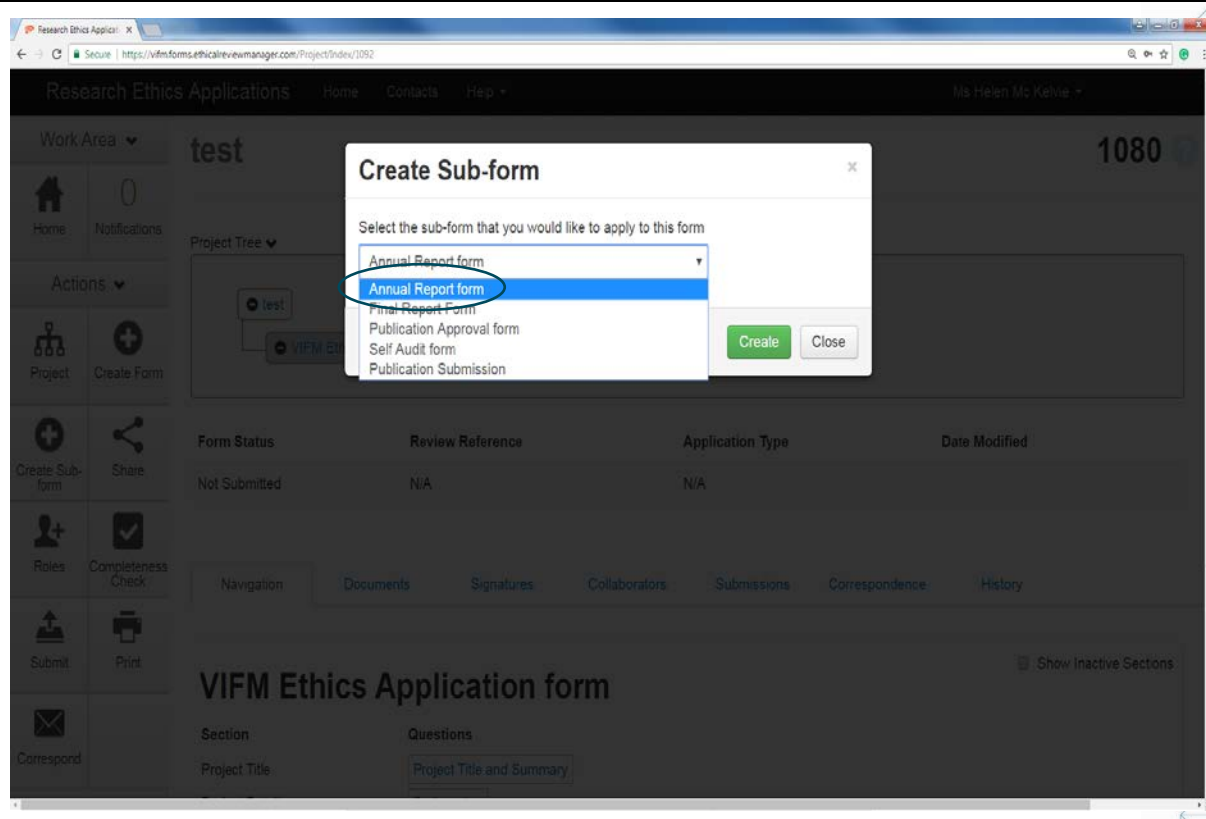 Research Ethics Applicati
Secure | https://vifm.forms.ethicalreviewmanager.com/Project/Index/1092
Research Ethics Applications Home Contacts Help Ms Helen Mc Kelvie
Work Area
test
1080
Create Sub-form
×
Home
0
Notifications
Select the sub-form that you would like to apply to this form
Project Tree
Annual Report form
Annual Report form
Final Report Form
Publication Approval form
Self Audit form
Publication Submission
Create
Close
Actions
test
VIFM Eth
Project
Create Form
Create Sub-
form
Share
Form Status Review Reference Application Type Date Modified
Not Submitted N/A N/A
Roles
Completeness
Check
Navigation Documents Signatures Collaborators Submissions Correspondence History
Submit
Print
Show Inactive Sections
VIFM Ethics Application form
Section Questions
Correspond
Project Title Project Title and Summary